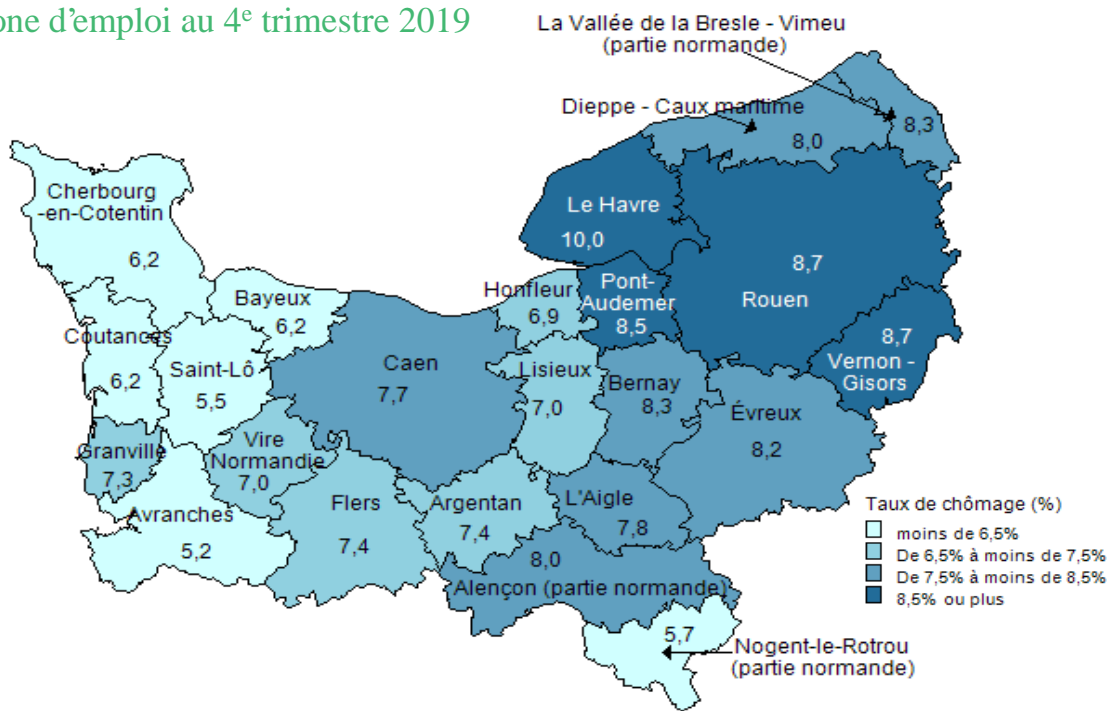 one d'emploi au 4e trimestre 2019
La Vallée de la Bresle - Vimeu
(partie normande)
Dieppe - Caux maritime
8,3
8,0
Cherbourg
-en-Cotentin
6,2
Le Havre
10,0
8,7
Rouen
Bayeux
6,2
Honfleur
6,9
Pont-
Audemer
8,5
8,7
Vernon -
Gisors
Coutances
6,2
Saint-Lô
5,5
Caen
7,7
Lisieux
7,0
Bernay
8,3
Évreux
8,2
Granville
7,3
Vire
Normandie
7,0
Avranches
5,2
Flers
7,4
Argentan
7,4
L'Aigle
7,8
8,0
Alençon (partie normande)
5,7
Nogent-le-Rotrou
(partie normande)
Taux de chômage (%)
moins de 6,5%
De 6,5% à moins de 7,5%
De 7,5% à moins de 8,5%
8,5% ou plus